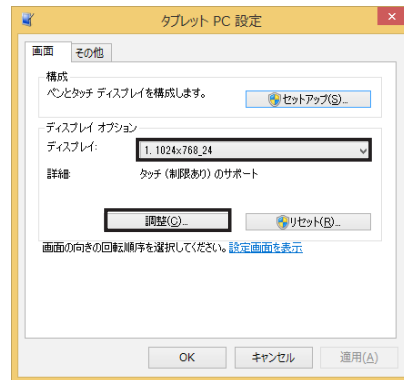 タブレット PC 設定
画面 その他
構成
ペンとタッチ ディスプレイを構成します。 セットアップ(S)...
ディスプレイ オプション
ディスプレイ: 1. 1024x768_24
詳細: タッチ (制限あり) のサポート
調整(C)... リセット(R)...
画面の向きの回転順序を選択してください。設定画面を表示
OK キャンセル 適用(A)